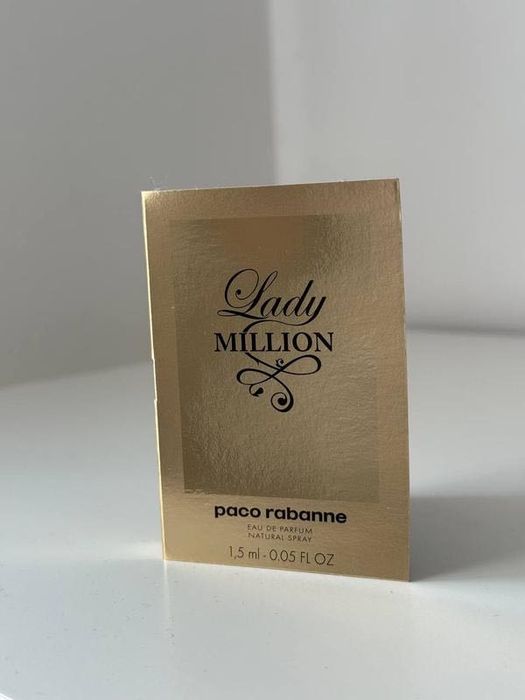 Lady
MILLION
paco rabanne
EAU DE PARFUM
NATURAL SPRAY
1,5 ml - 0.05 FL OZ